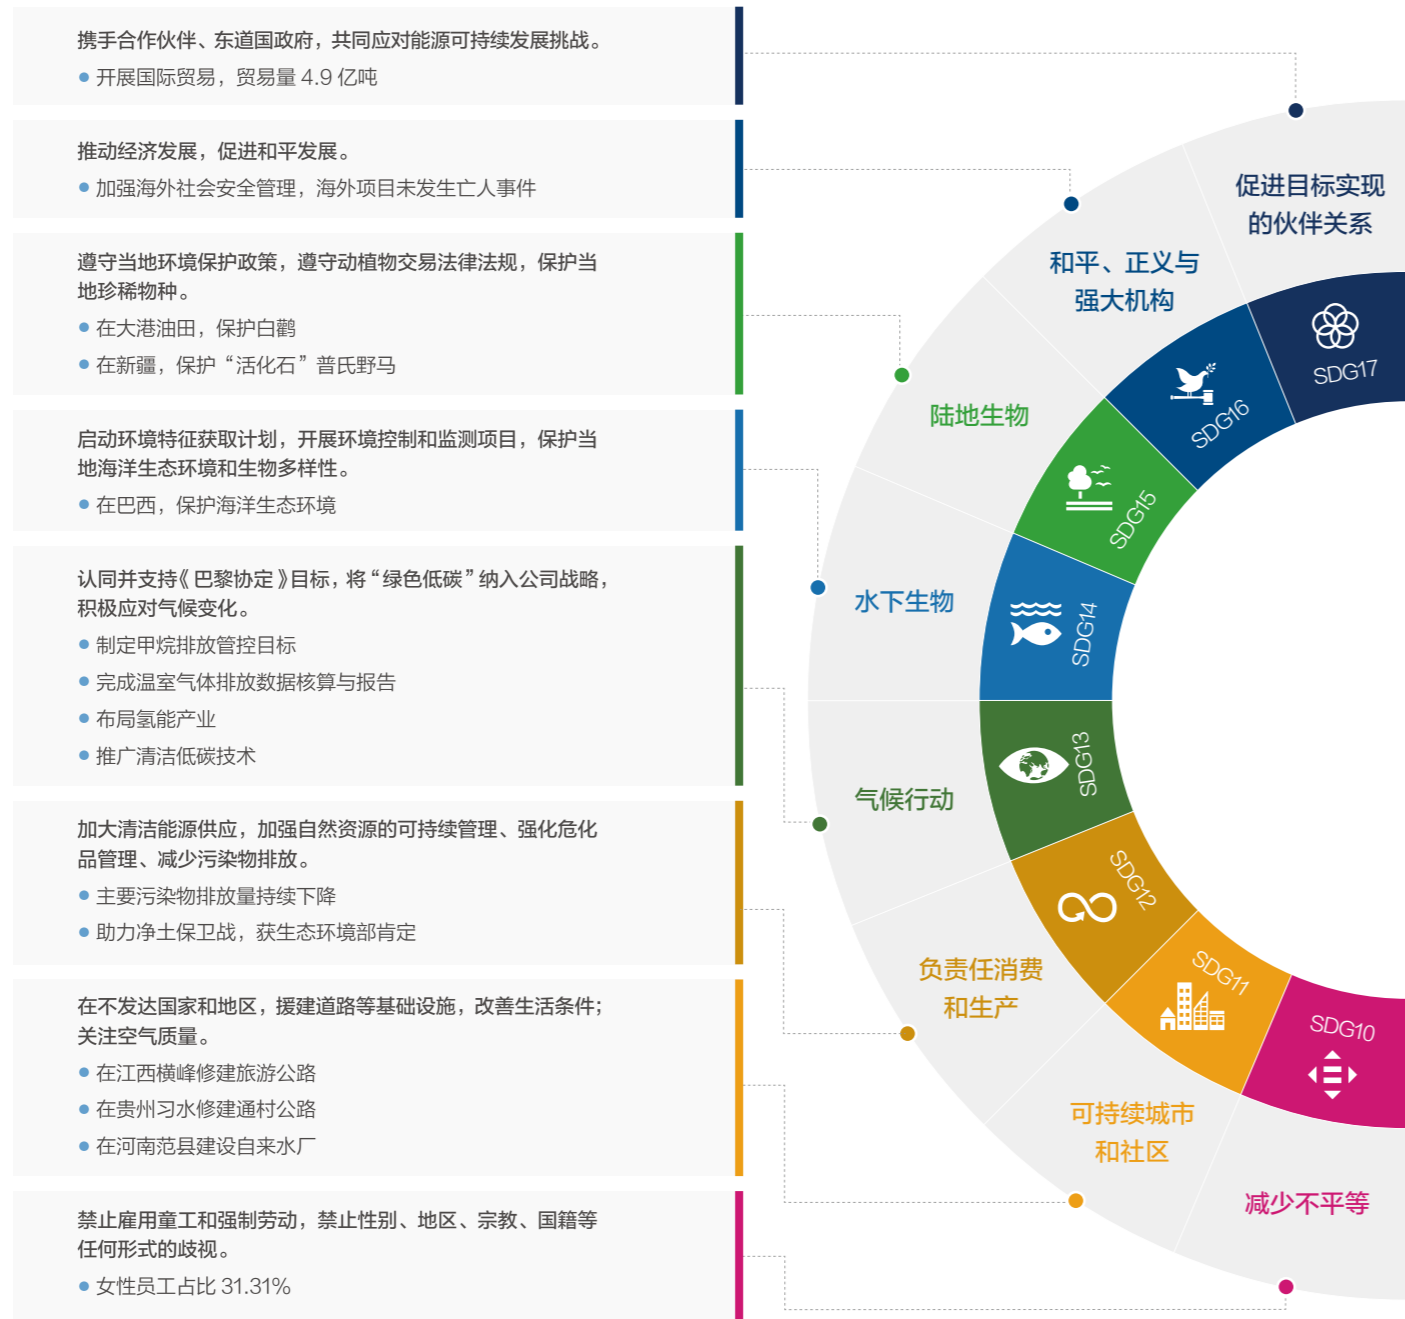 携手合作伙伴、东道国政府，共同应对能源可持续发展挑战。
开展国际贸易，贸易量 4.9 亿吨
推动经济发展，促进和平发展。
加强海外社会安全管理，海外项目未发生亡人事件
遵守当地环境保护政策，遵守动植物交易法律法规，保护当
地珍稀物种。
在大港油田，保护白鹳
在新疆，保护“活化石”普氏野马
启动环境特征获取计划，开展环境控制和监测项目，保护当
地海洋生态环境和生物多样性。
在巴西，保护海洋生态环境
认同并支持《巴黎协定》目标，将“绿色低碳”纳入公司战略，
积极应对气候变化。
制定甲烷排放管控目标
完成温室气体排放数据核算与报告
布局氢能产业
推广清洁低碳技术
加大清洁能源供应，加强自然资源的可持续管理、强化危化
品管理、减少污染物排放。
主要污染物排放量持续下降
助力净土保卫战，获生态环境部肯定
在不发达国家和地区，援建道路等基础设施，改善生活条件；
关注空气质量。
在江西横峰修建旅游公路
在贵州习水修建通村公路
在河南范县建设自来水厂
禁止雇用童工和强制劳动，禁止性别、地区、宗教、国籍等
任何形式的歧视。
女性员工占比 31.31%
促进目标实现
的伙伴关系
SDG17
和平、正义与
强大机构
SDG16
陆地生物
SDG15
水下生物
SDG14
气候行动
SDG13
负责任消费
和生产
SDG12
可持续城市
和社区
SDG11
减少不平等
SDG10